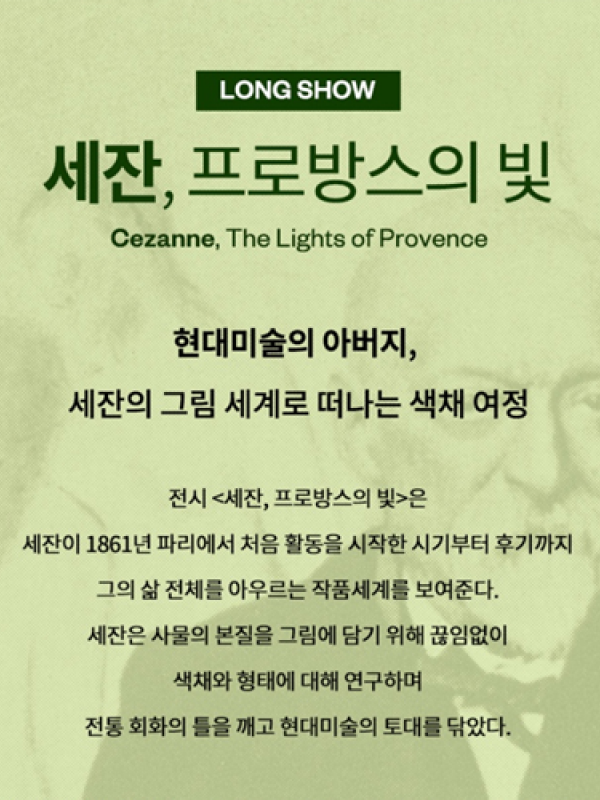 LONG SHOW
세잔, 프로방스의 빛
Cezanne, The Lights of Provence
현대미술의 아버지,
세잔의 그림 세계로 떠나는 색채 여정
전시 <세잔, 프로방스의 빛>은
세잔이 1861년 파리에서 처음 활동을 시작한 시기부터 후기까지
그의 삶 전체를 아우르는 작품세계를 보여준다.
세잔은 사물의 본질을 그림에 담기 위해 끊임없이
색채와 형태에 대해 연구하며
전통 회화의 틀을 깨고 현대미술의 토대를 닦았다.